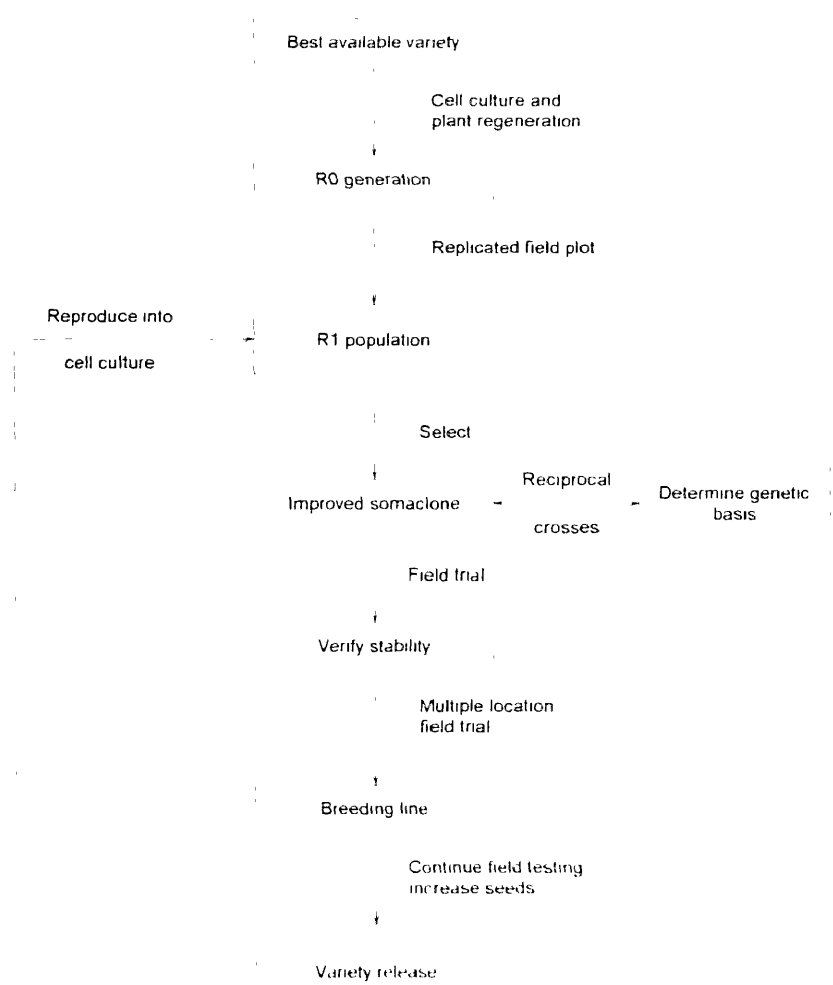 Best available variety
Cell culture and
plant regeneration
R0 generation
Replicated field plot
Reproduce into
cell culture
R1 population
Select
Improved somaclone
Reciprocal
crosses
Determine genetic
basis
Field trial
Verify stability
Multiple location
field trial
Breeding line
Continue field testing
increase seeds
Variety release